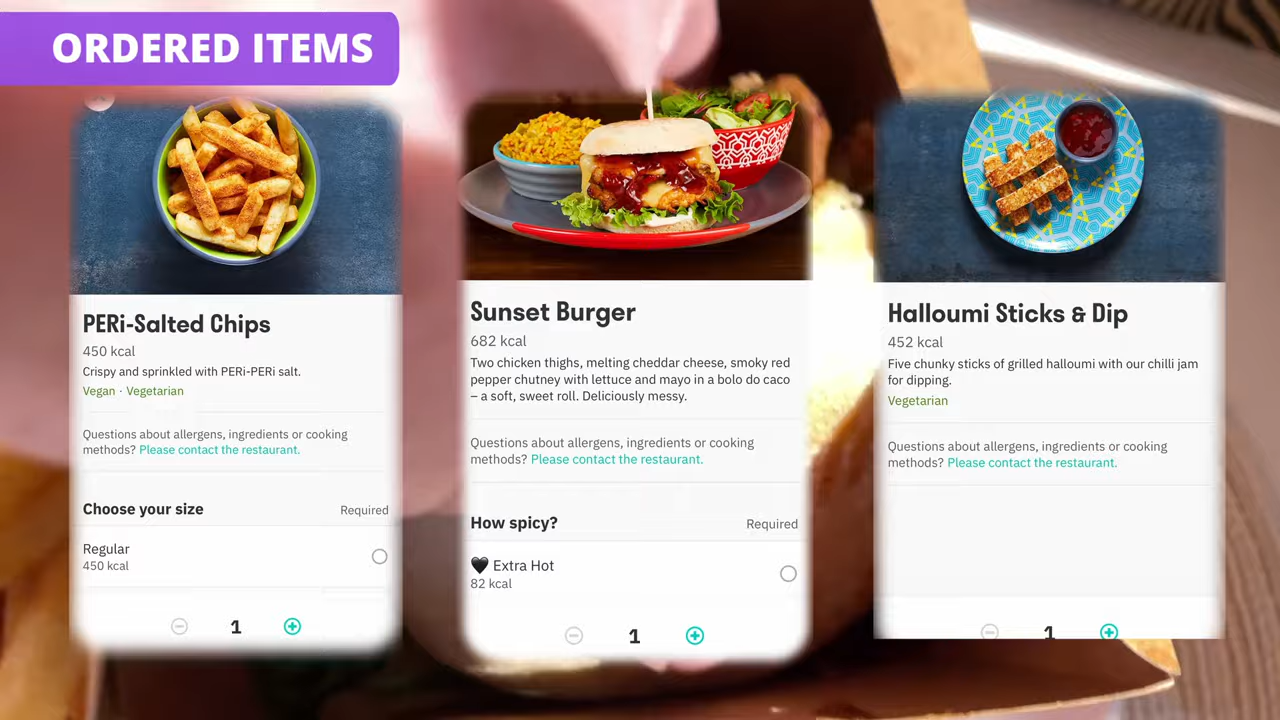 ORDERED ITEMS
PERi-Salted Chips
450 kcal
Crispy and sprinkled with PERi-PERi salt.
Vegan · Vegetarian
Questions about allergens, ingredients or cooking
methods? Please contact the restaurant.
Choose your size Required
Regular
450 kcal
1
Sunset Burger
682 kcal
Two chicken thighs, melting cheddar cheese, smoky red
pepper chutney with lettuce and mayo in a bolo do caco
– a soft, sweet roll. Deliciously messy.
Questions about allergens, ingredients or cooking
methods? Please contact the restaurant.
How spicy? Required
🖤 Extra Hot
82 kcal
1
Halloumi Sticks & Dip
452 kcal
Five chunky sticks of grilled halloumi with our chilli jam
for dipping.
Vegetarian
Questions about allergens, ingredients or cooking
methods? Please contact the restaurant.
1